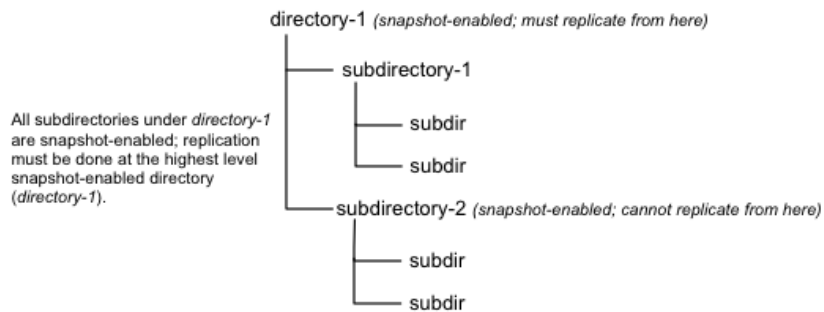 directory-1 (snapshot-enabled; must replicate from here)
subdirectory-1
All subdirectories under directory-1
are snapshot-enabled; replication
must be done at the highest level
snapshot-enabled directory
(directory-1).
subdir
subdir
subdirectory-2 (snapshot-enabled; cannot replicate from here)
subdir
subdir